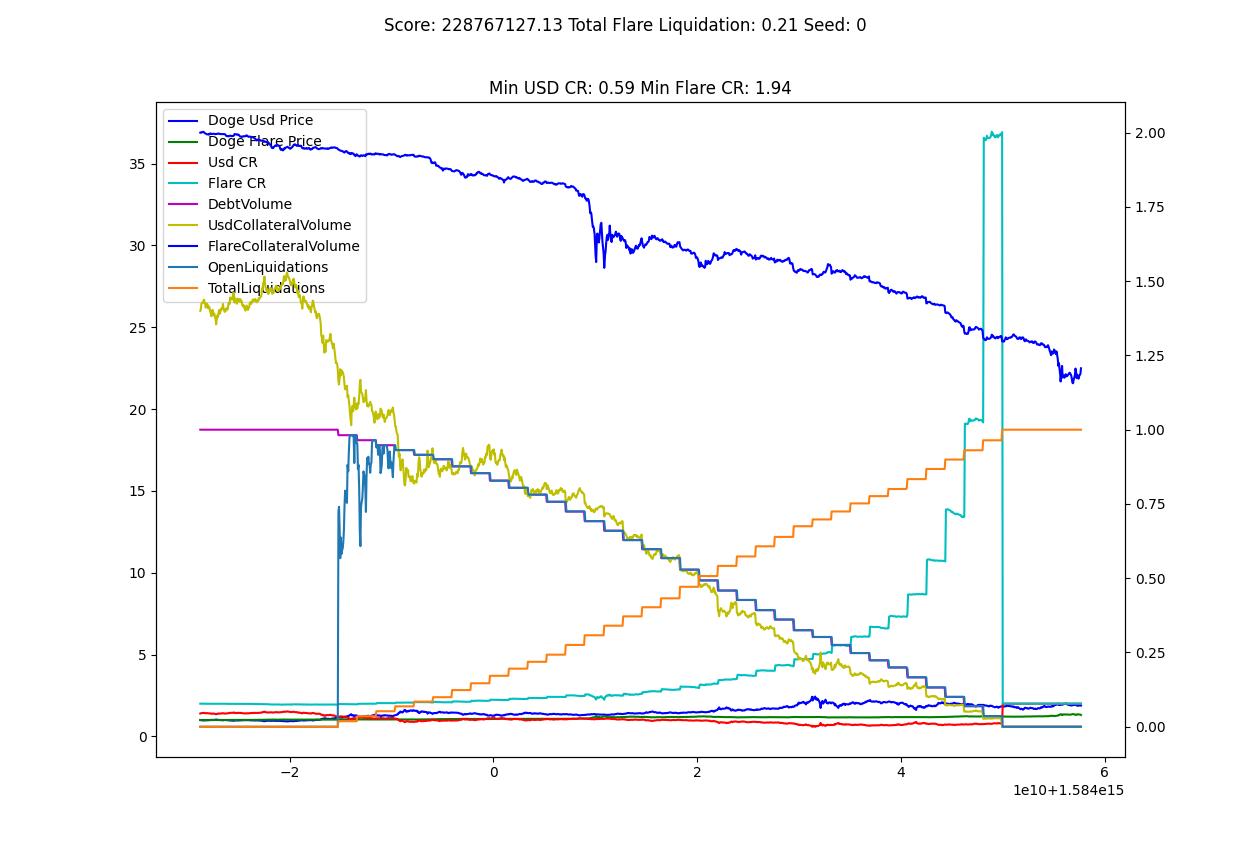 Score: 228767127.13 Total Flare Liquidation: 0.21 Seed: 0
Min USD CR: 0.59 Min Flare CR: 1.94
Doge Usd Price
Doge Flare Price
Usd CR
Flare CR
DebtVolume
UsdCollateralVolume
FlareCollateralVolume
OpenLiquidations
TotalLiquidations
35
30
25
20
15
10
5
0
2.00
1.75
1.50
1.25
1.00
0.75
0.50
0.25
0.00
−2
0
2
4
6
1e10+1.584e15